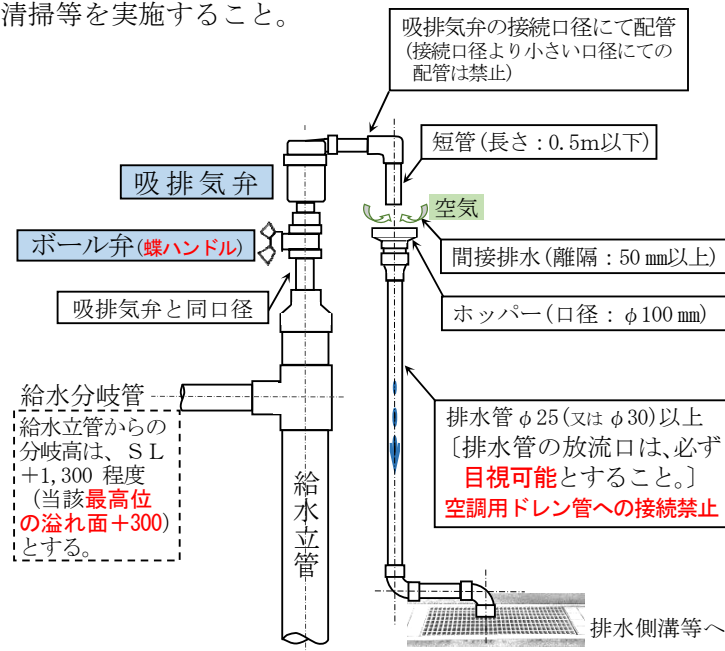 清掃等を実施すること。
吸排気弁の接続口径にて配管
(接続口径より小さい口径にての
配管は禁止)
短管(長さ:0.5m以下)
吸排気弁
空気
ボール弁(蝶ハンドル)
間接排水(離隔:50㎜以上)
吸排気弁と同口径
ホッパー(口径:φ100㎜)
給水分岐管
給水立管からの
分岐高は、ＳＬ
+1,300 程度
(当該最高位
の溢れ面+300)
とする。
給水立管
排水管φ25(又はφ30)以上
〔排水管の放流口は、必ず
目視可能とすること。〕
空調用ドレン管への接続禁止
排水側溝等へ